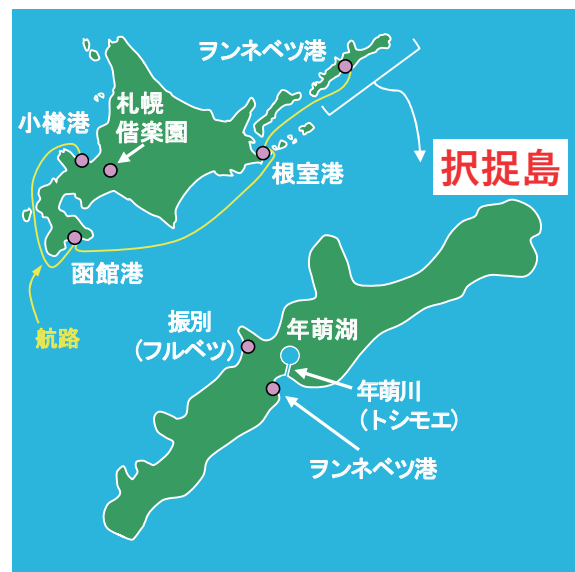 ヲンネベツ港
札幌
偕楽園
小樽港
根室港
択捉島
函館港
航路
振別
(フルベツ)
年萌湖
年萌川
(トシモエ)
ヲンネベツ港